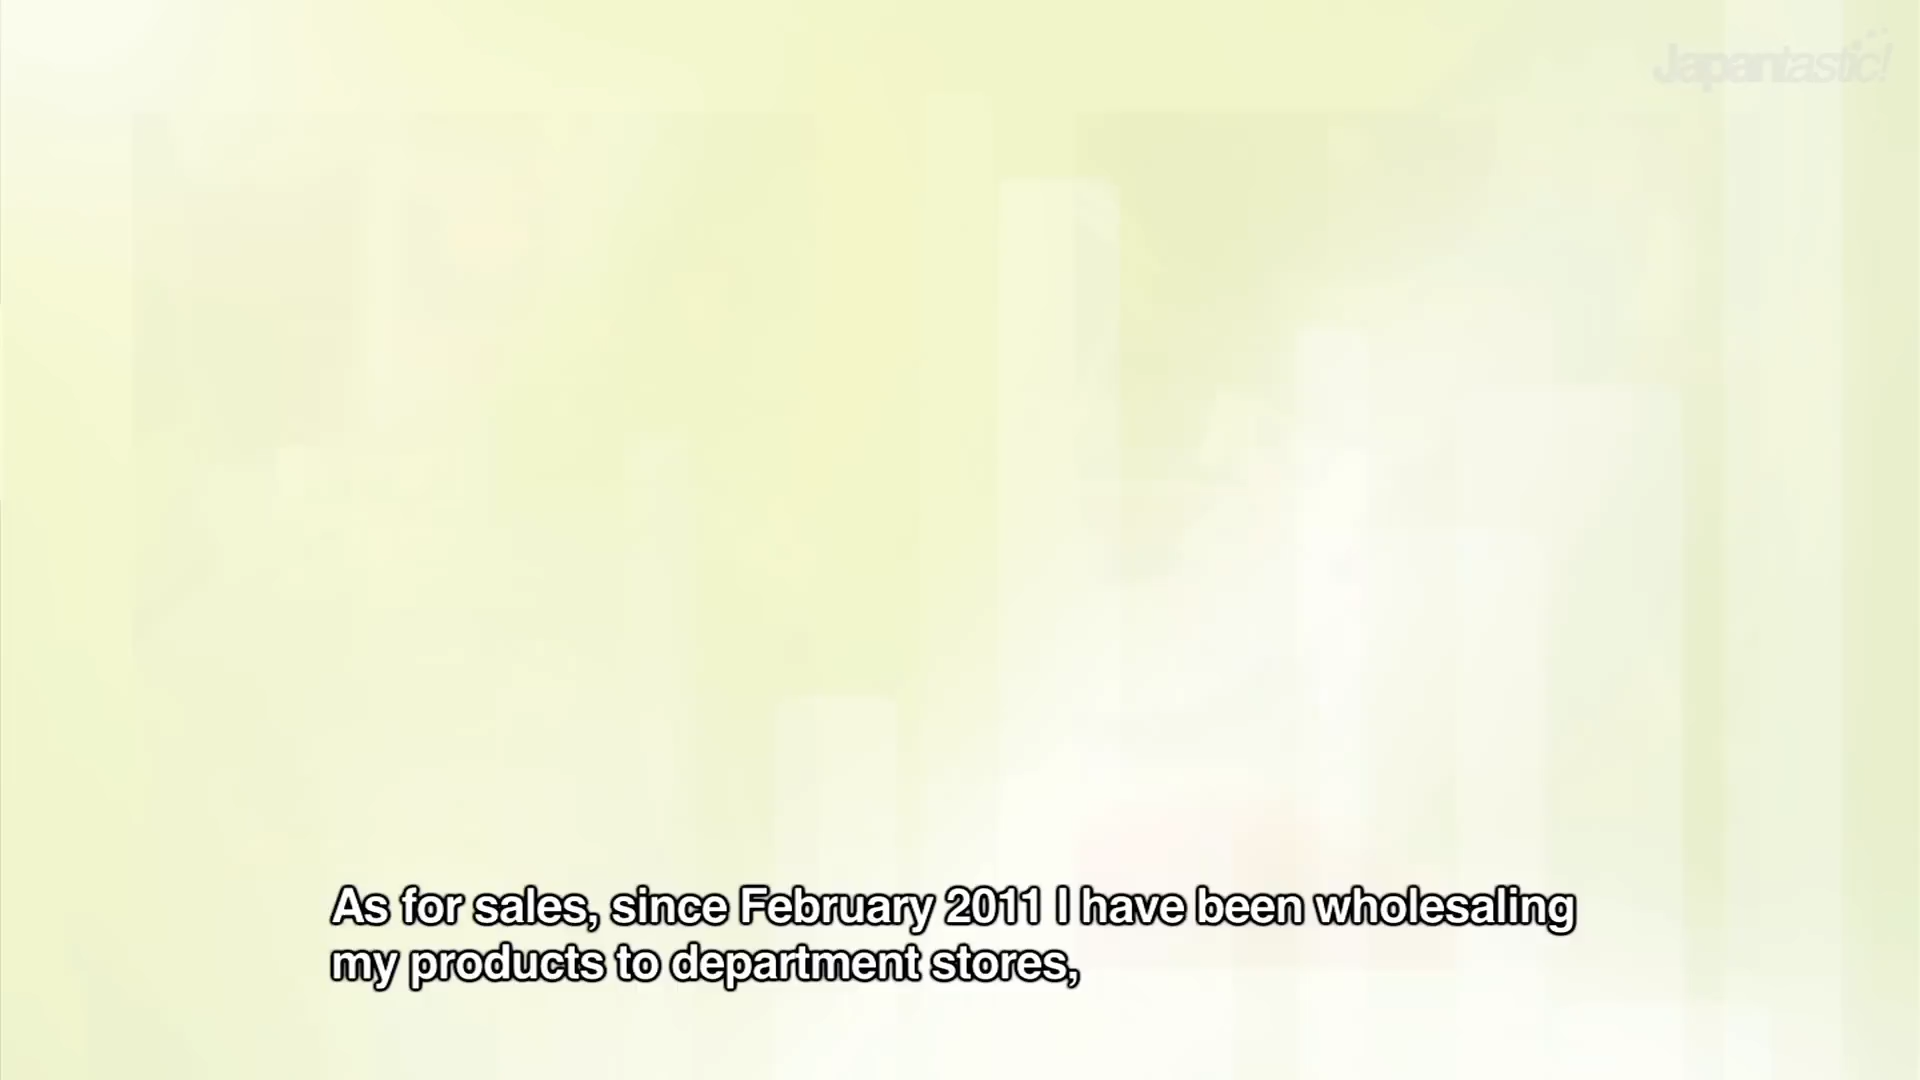 Japantastic!
As for sales, since February 2011 I have been wholesaling
my products to department stores,